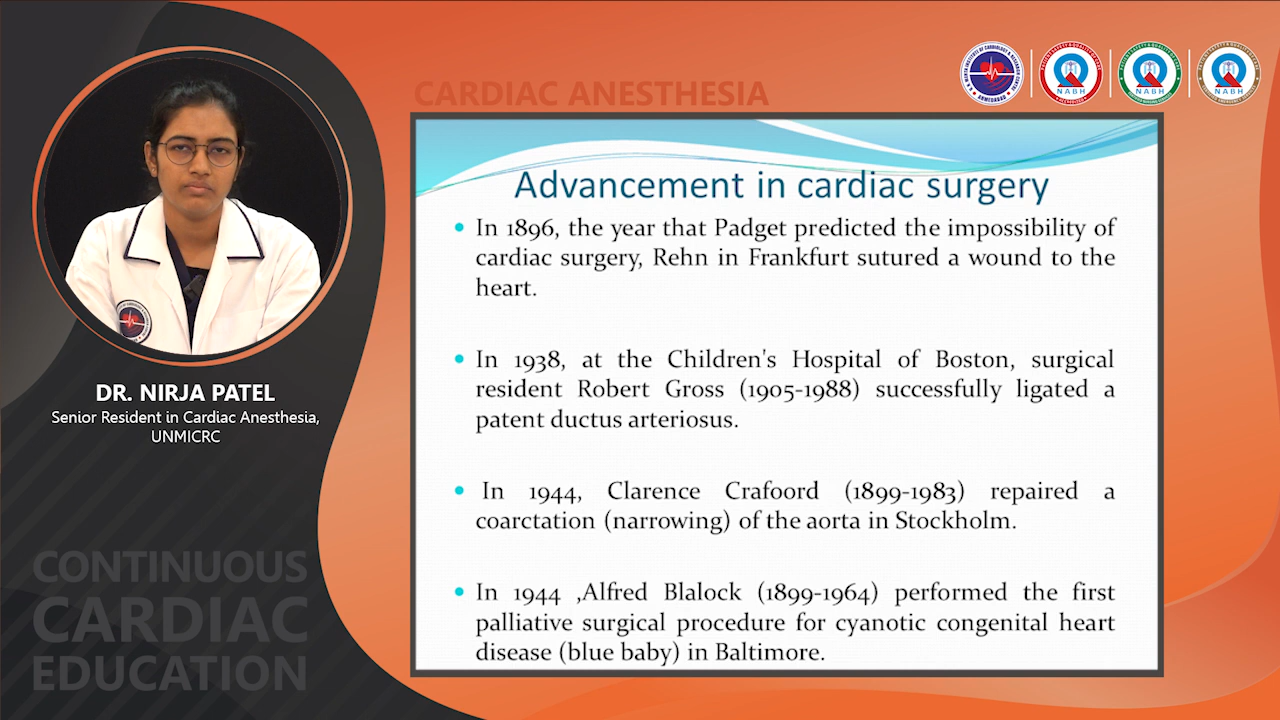 CARDIAC ANESTHESIA
NABH
NABH
NABH
Advancement in cardiac surgery
• In 1896, the year that Padget predicted the impossibility of
cardiac surgery, Rehn in Frankfurt sutured a wound to the
heart.
• In 1938, at the Children's Hospital of Boston, surgical
resident Robert Gross (1905-1988) successfully ligated a
patent ductus arteriosus.
• In 1944, Clarence Crafoord (1899-1983) repaired a
coarctation (narrowing) of the aorta in Stockholm.
• In 1944 ,Alfred Blalock (1899-1964) performed the first
palliative surgical procedure for cyanotic congenital heart
disease (blue baby) in Baltimore.
DR. NIRJA PATEL
Senior Resident in Cardiac Anesthesia,
UNMICRC
CONTINUOUS
CARDIAC
EDUCATION